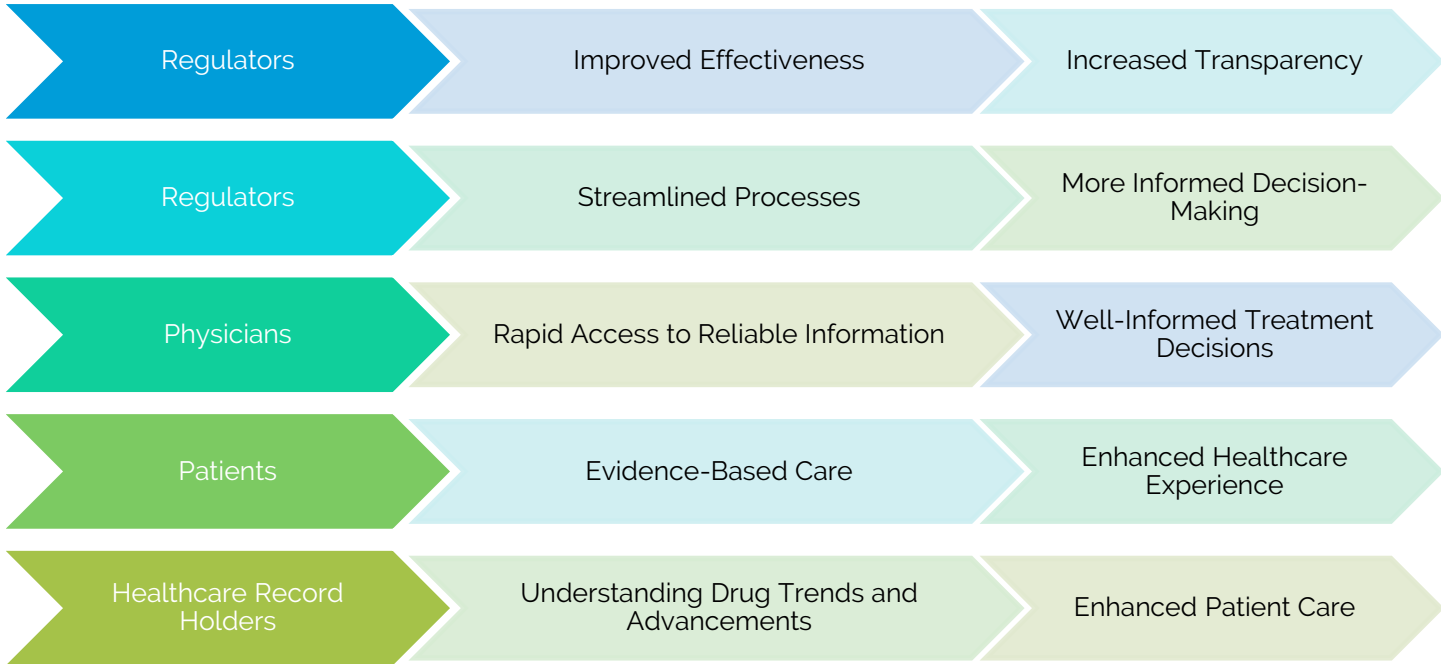 Regulators
Improved Effectiveness
Increased Transparency
Regulators
Streamlined Processes
More Informed Decision-
Making
Physicians
Rapid Access to Reliable Information
Well-Informed Treatment
Decisions
Patients
Evidence-Based Care
Enhanced Healthcare
Experience
Healthcare Record
Holders
Understanding Drug Trends and
Advancements
Enhanced Patient Care